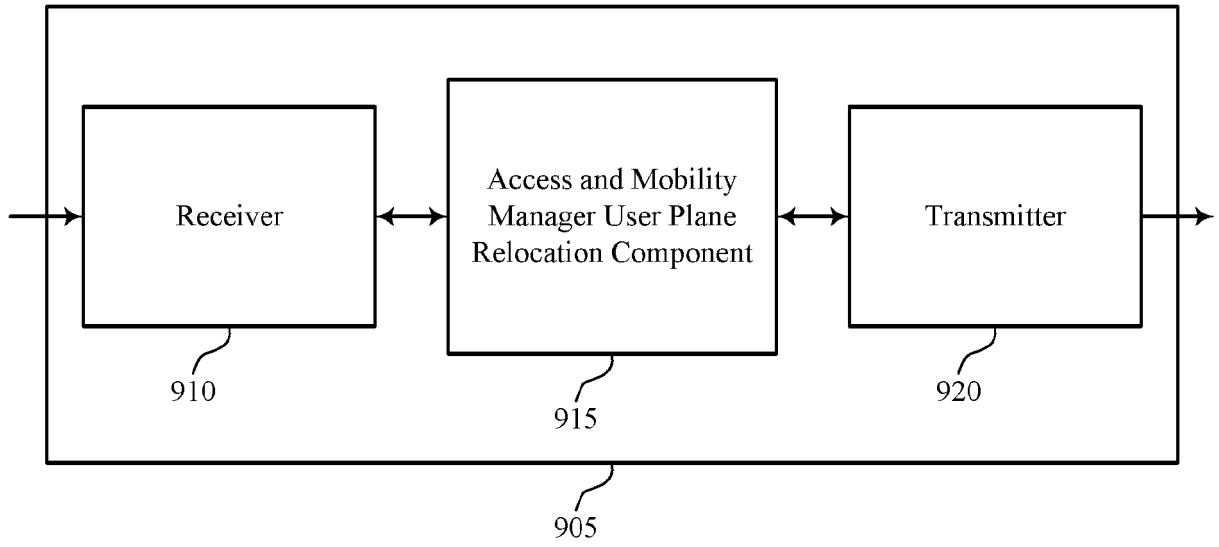 Receiver
Access and Mobility
Manager User Plane
Relocation Component
Transmitter
910
915
920
905